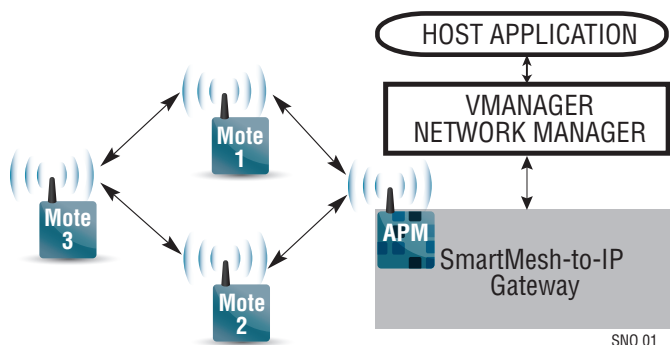 HOST APPLICATION
VMANAGER
NETWORK MANAGER
Mote
1
Mote
3
APM
SmartMesh-to-IP
Gateway
Mote
2
SNO 01